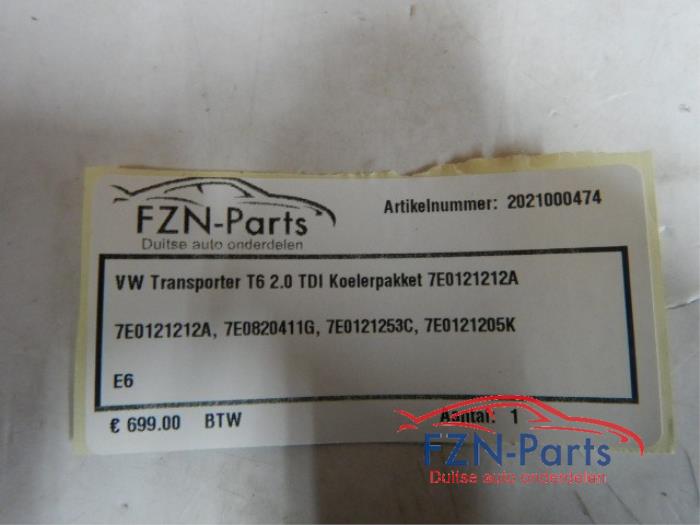 FZN-Parts
Duitse auto onderdelen
Artikelnummer: 2021000474
VW Transporter T6 2.0 TDI Koelerpakket 7E0121212A
7E0121212A, 7E0820411G, 7E0121253C, 7E0121205K
E6
€ 699.00 BTW
Aantal: 1
FZN-Parts
Duitse auto onderdelen